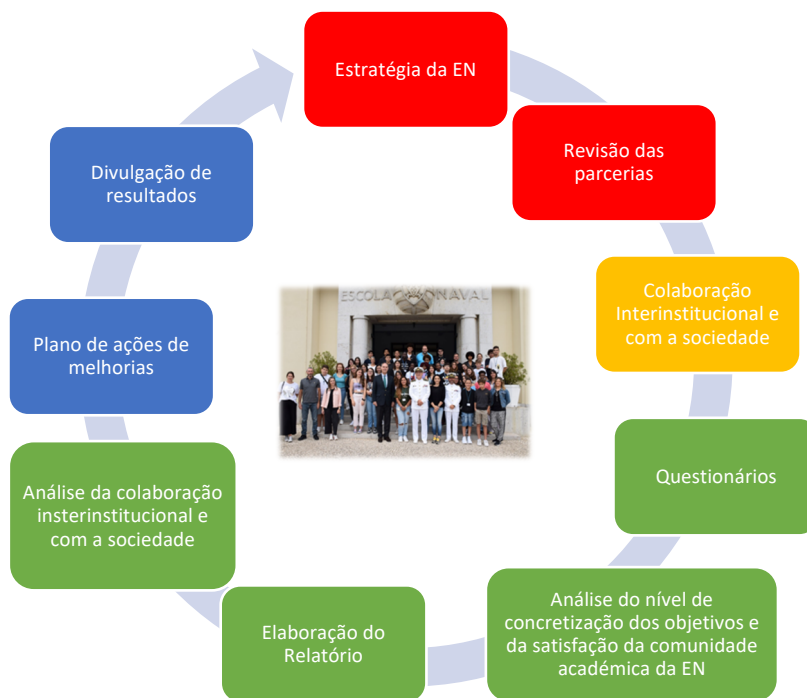 Estratégia da EN
Revisão das
parcerias
Colaboração
Interinstitucional e
com a sociedade
Questionários
Análise do nível de
concretização dos objetivos e
da satisfação da comunidade
académica da EN
Elaboração do
Relatório
Análise da colaboração
insterinstitucional e
com a sociedade
Plano de ações de
melhorias
Divulgação de
resultados
ESCOLA NAVAL